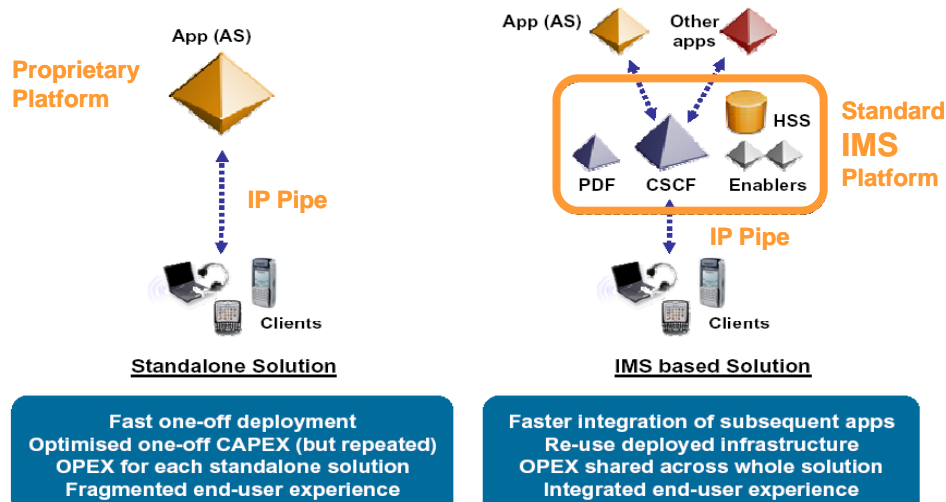 App (AS)
Proprietary
Platform
IP Pipe
Clients
Standalone Solution
Fast one-off deployment
Optimised one-off CAPEX (but repeated)
OPEX for each standalone solution
Fragmented end-user experience
App (AS)
Other
apps
HSS
PDF
CSCF
Enablers
Standard
IMS
Platform
IP Pipe
Clients
IMS based Solution
Faster integration of subsequent apps
Re-use deployed infrastructure
OPEX shared across whole solution
Integrated end-user experience